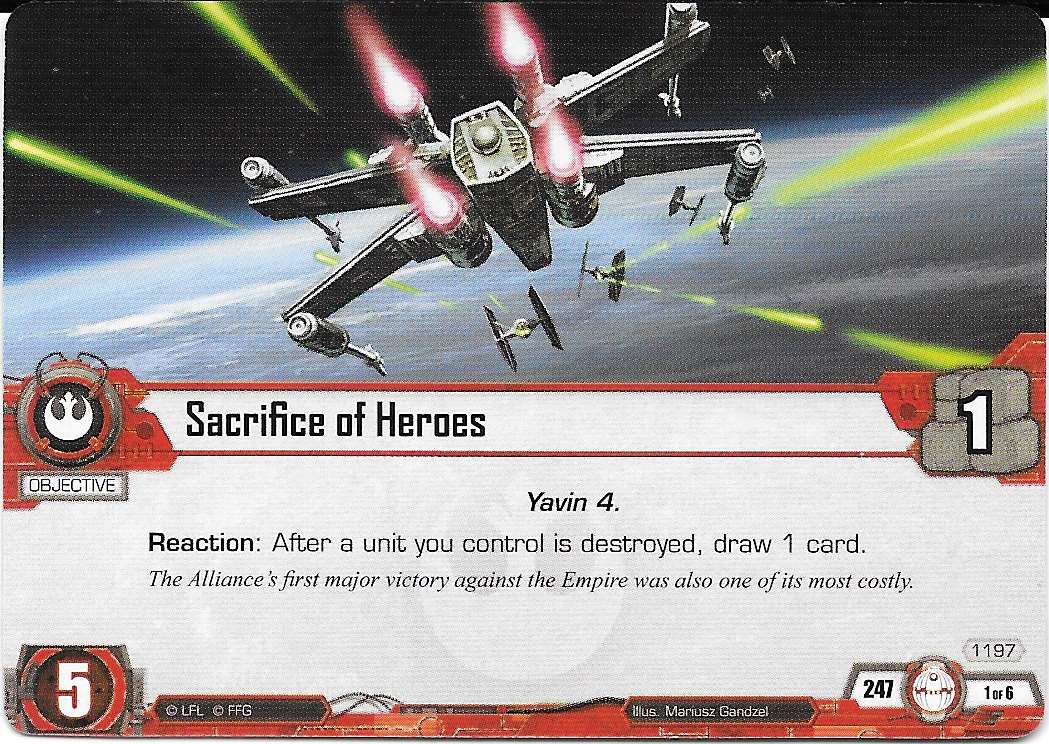 Sacrifice of Heroes
1
OBJECTIVE
Yavin 4.
Reaction: After a unit you control is destroyed, draw 1 card.
The Alliance's first major victory against the Empire was also one of its most costly.
1197
5
© LFL © FFG
Illus. Mariusz Gandzel
247
1 OF 6